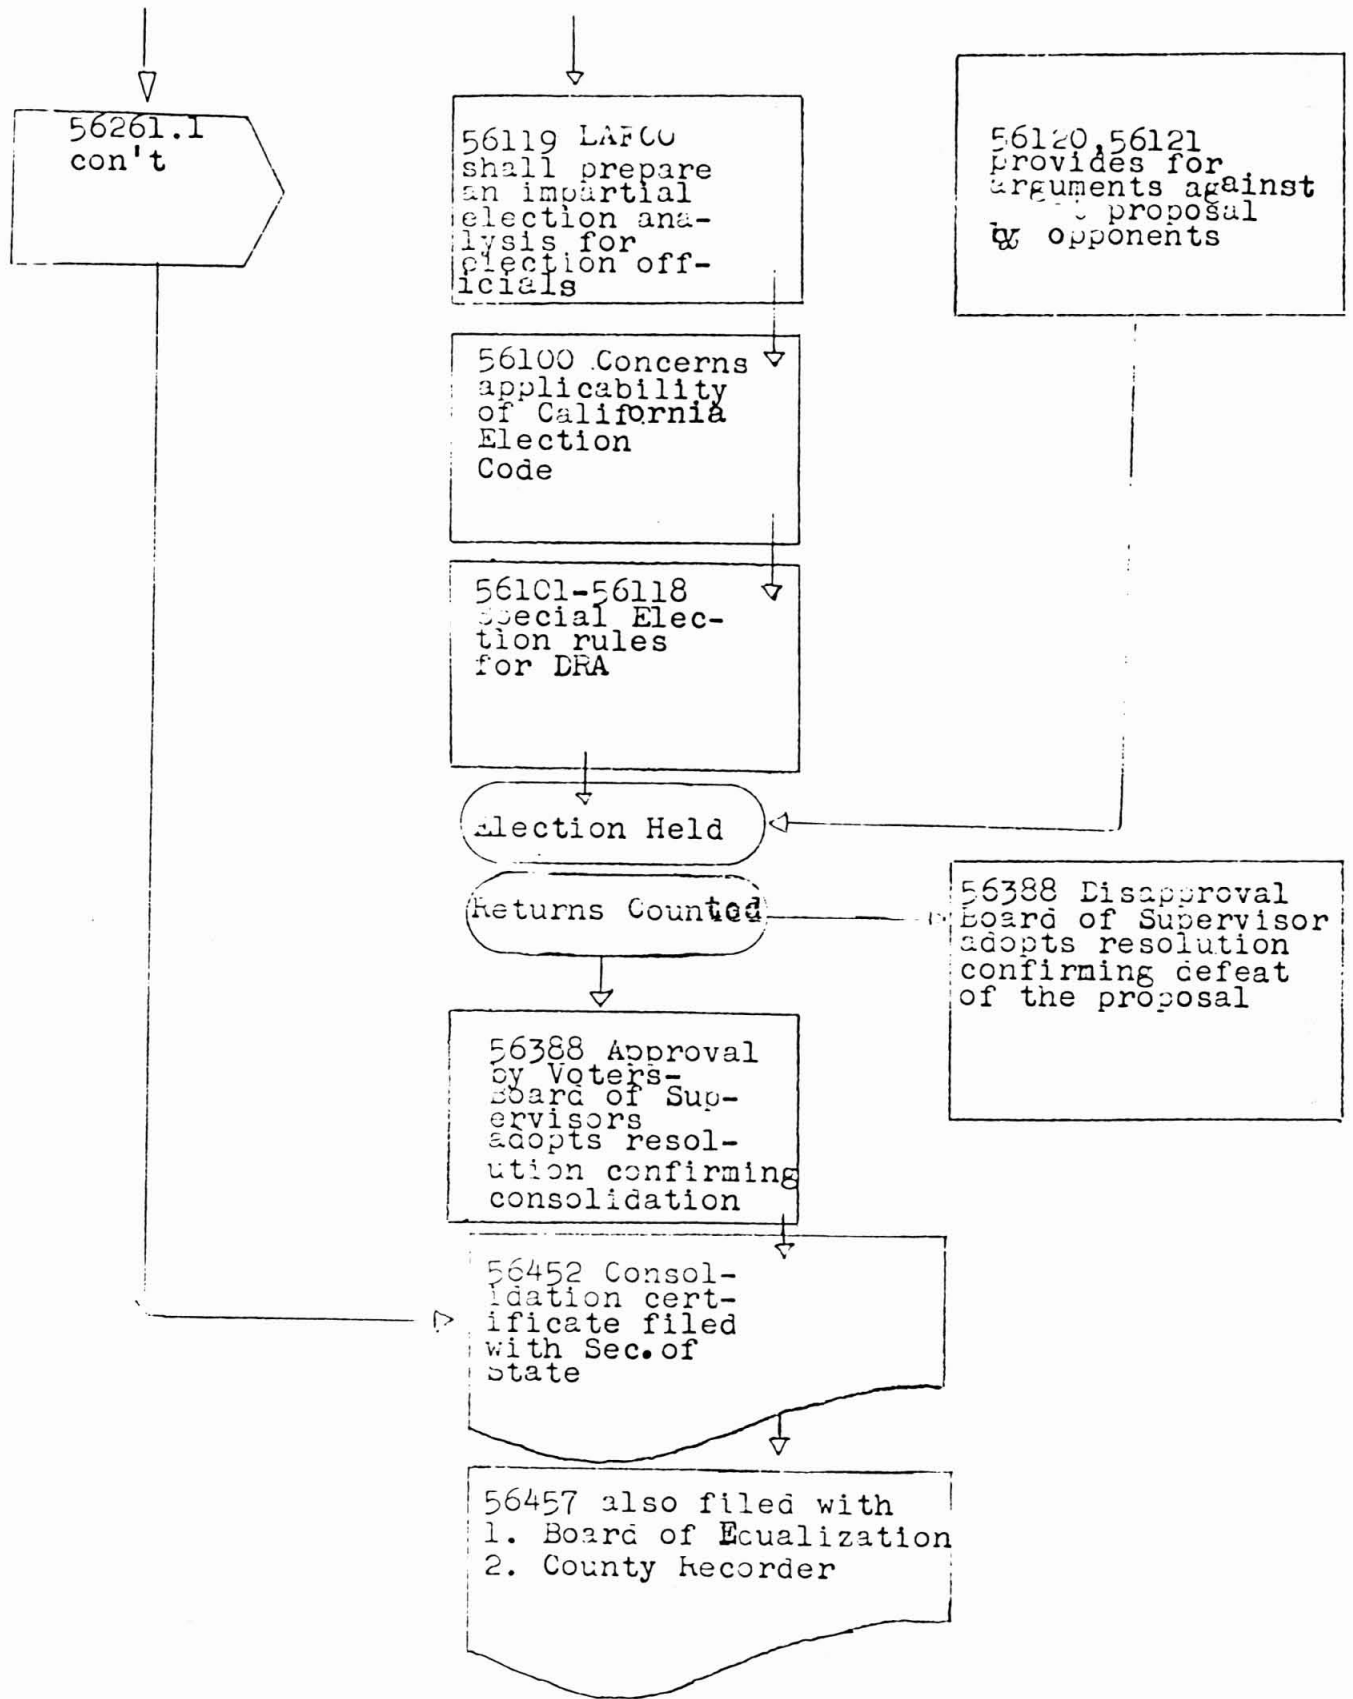 56261.1
con't
56119 LAFCO
shall prepare
an impartial
election ana-
lysis for
election off-
icials
56120,56121
provides for
arguments against
proposal
by opponents
56100 Concerns
applicability
of California
Election
Code
56101-56118
Special Elec-
tion rules
for DRA
Election Held
Returns Counted
56388 Disapproval
Board of Supervisor
adopts resolution
confirming defeat
of the proposal
56388 Approval
by Voters-
Board of Sup-
ervisors
adopts resol-
ution confirming
consolidation
56452 Consol-
idation cert-
ificate filed
with Sec.of
State
56457 also filed with
1. Board of Equalization
2. County Recorder